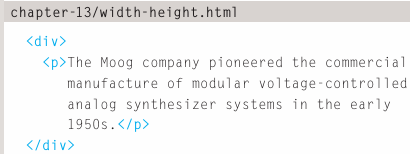 chapter-13/width-height.html
<div>
<p>The Moog company pioneered the commercial
manufacture of modular voltage-controlled
analog synthesizer systems in the early
1950s.</p>
</div>